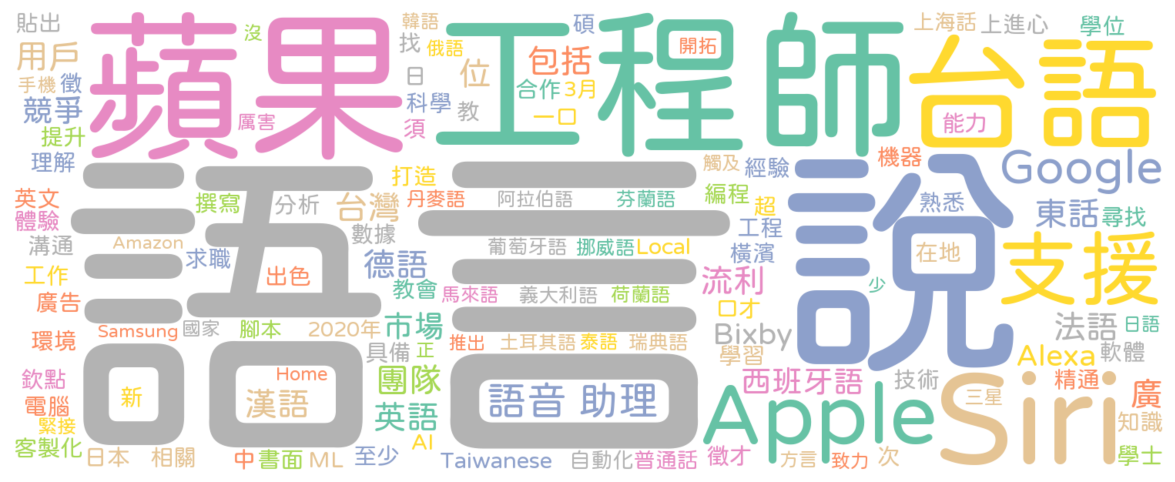 貼出
蘋果
沒
韓語
俄語
碩
開拓
上海話
上進心
學位
用戶
手機
徵
找
日
位
包括
工程師
台語
競爭
提升
厲害
科學
須
教
合作
3月
一口
能力
理解
打造
觸及
經驗
機器
Google
英文
體驗
撰寫
分析
台灣
丹麥語
阿拉伯語
芬蘭語
編程
超
熟悉
東話
尋找
溝通
Amazon
求職
數據
葡萄牙語
挪威語
Local
工程
橫濱
在地
支援
工作
出色
德語
教會
馬來語
義大利語
荷蘭語
流利
少
說
廣告
口才
Samsung
國家
腳本
2020年
市場
Bixby
法語
日語
環境
具備
正
推出
土耳其語
泰語
瑞典語
學習
Alexa
軟體
語言
欽點
Home
團隊
西班牙語
技術
精通
廣
電腦
新
漢語
語音 助理
三星
緊接
英語
Apple
Siri
知識
客製化
AI
日本
相關
中
書面
ML
至少
Taiwanese
自動化
普通話
徵才
方言
致力
次
學士